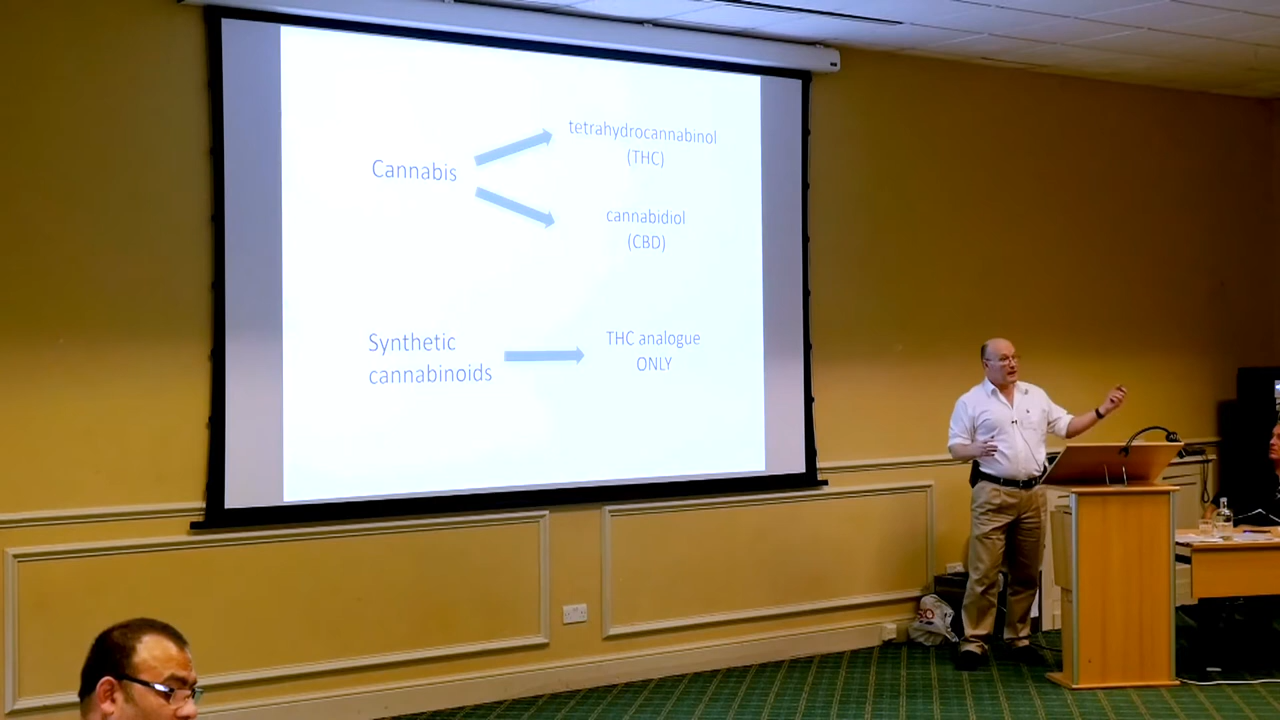 tetrahydrocannabinol
(THC)
Cannabis
cannabidiol
(CBD)
Synthetic
cannabinoids
THC analogue
ONLY